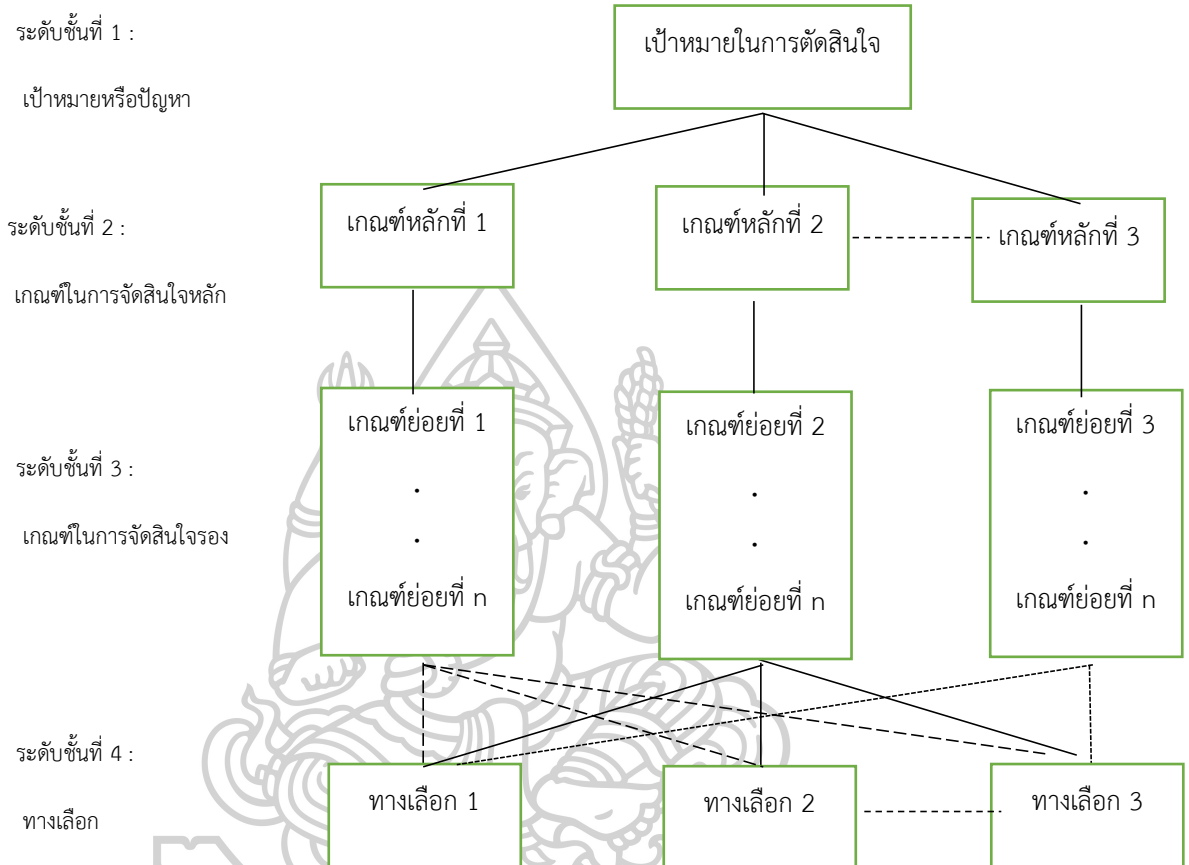 ระดับชั้นที่ 1 :
เป้าหมายหรือปัญหา
เป้าหมายในการตัดสินใจ
ระดับชั้นที่ 2 :
เกณฑ์ในการจัดสินใจหลัก
เกณฑ์หลักที่ 1
เกณฑ์หลักที่ 2
เกณฑ์หลักที่ 3
ระดับชั้นที่ 3 :
เกณฑ์ในการจัดสินใจรอง
เกณฑ์ย่อยที่ 1
.
.
เกณฑ์ย่อยที่ n
เกณฑ์ย่อยที่ 2
.
.
เกณฑ์ย่อยที่ n
เกณฑ์ย่อยที่ 3
.
.
เกณฑ์ย่อยที่ n
ระดับชั้นที่ 4 :
ทางเลือก
ทางเลือก 1
ทางเลือก 2
ทางเลือก 3